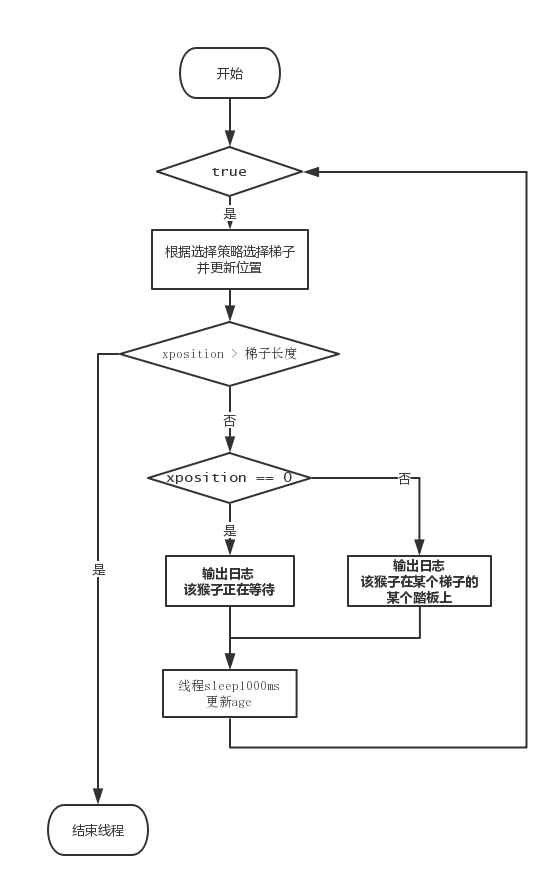 开始
true
是
根据选择策略选择梯子
并更新位置
xposition > 梯子长度
否
xposition == 0
否
是
输出日志
该猴子正在等待
输出日志
该猴子在某个梯子的
某个踏板上
是
线程sleep1000ms
更新age
结束线程